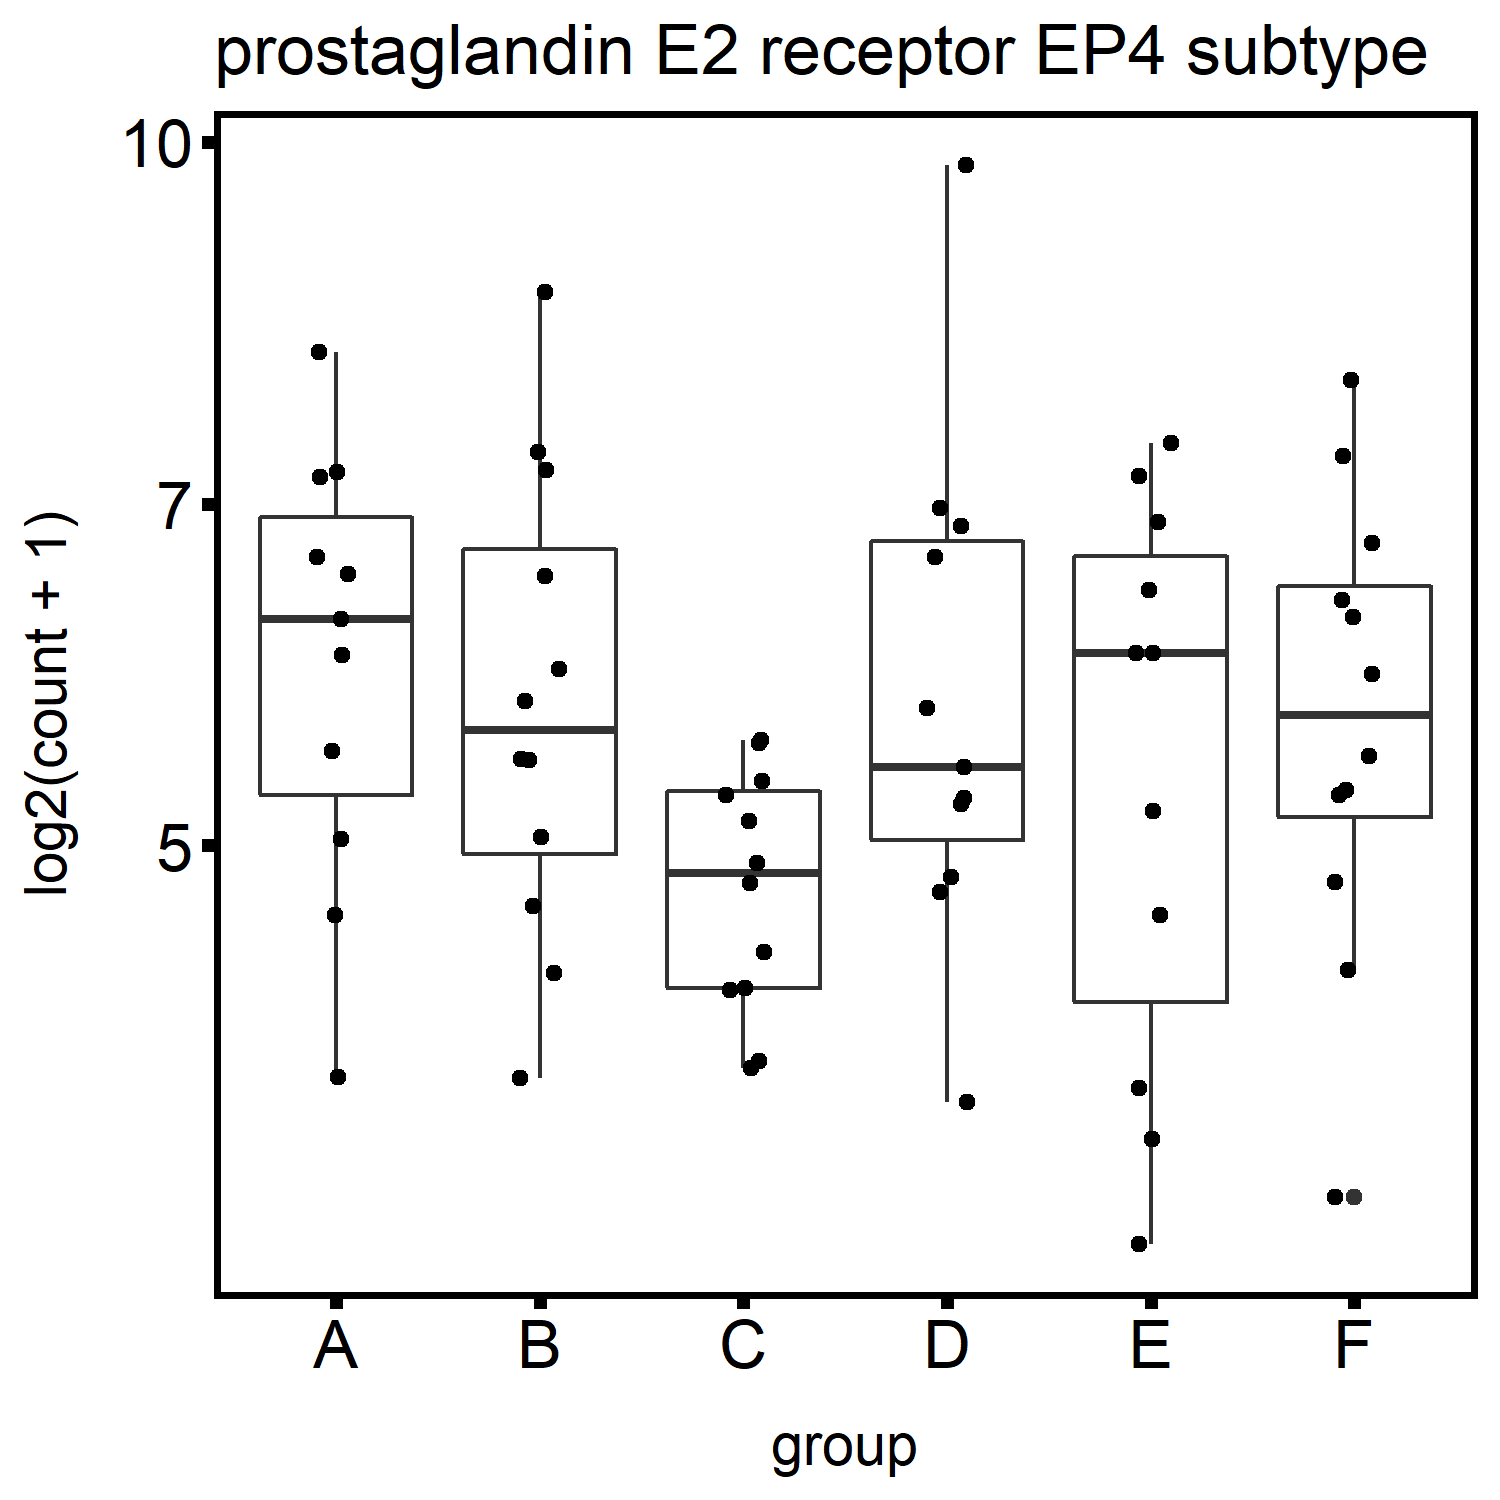 prostaglandin E2 receptor EP4 subtype
10
7
5
log2(count + 1)
A B C D E F
group